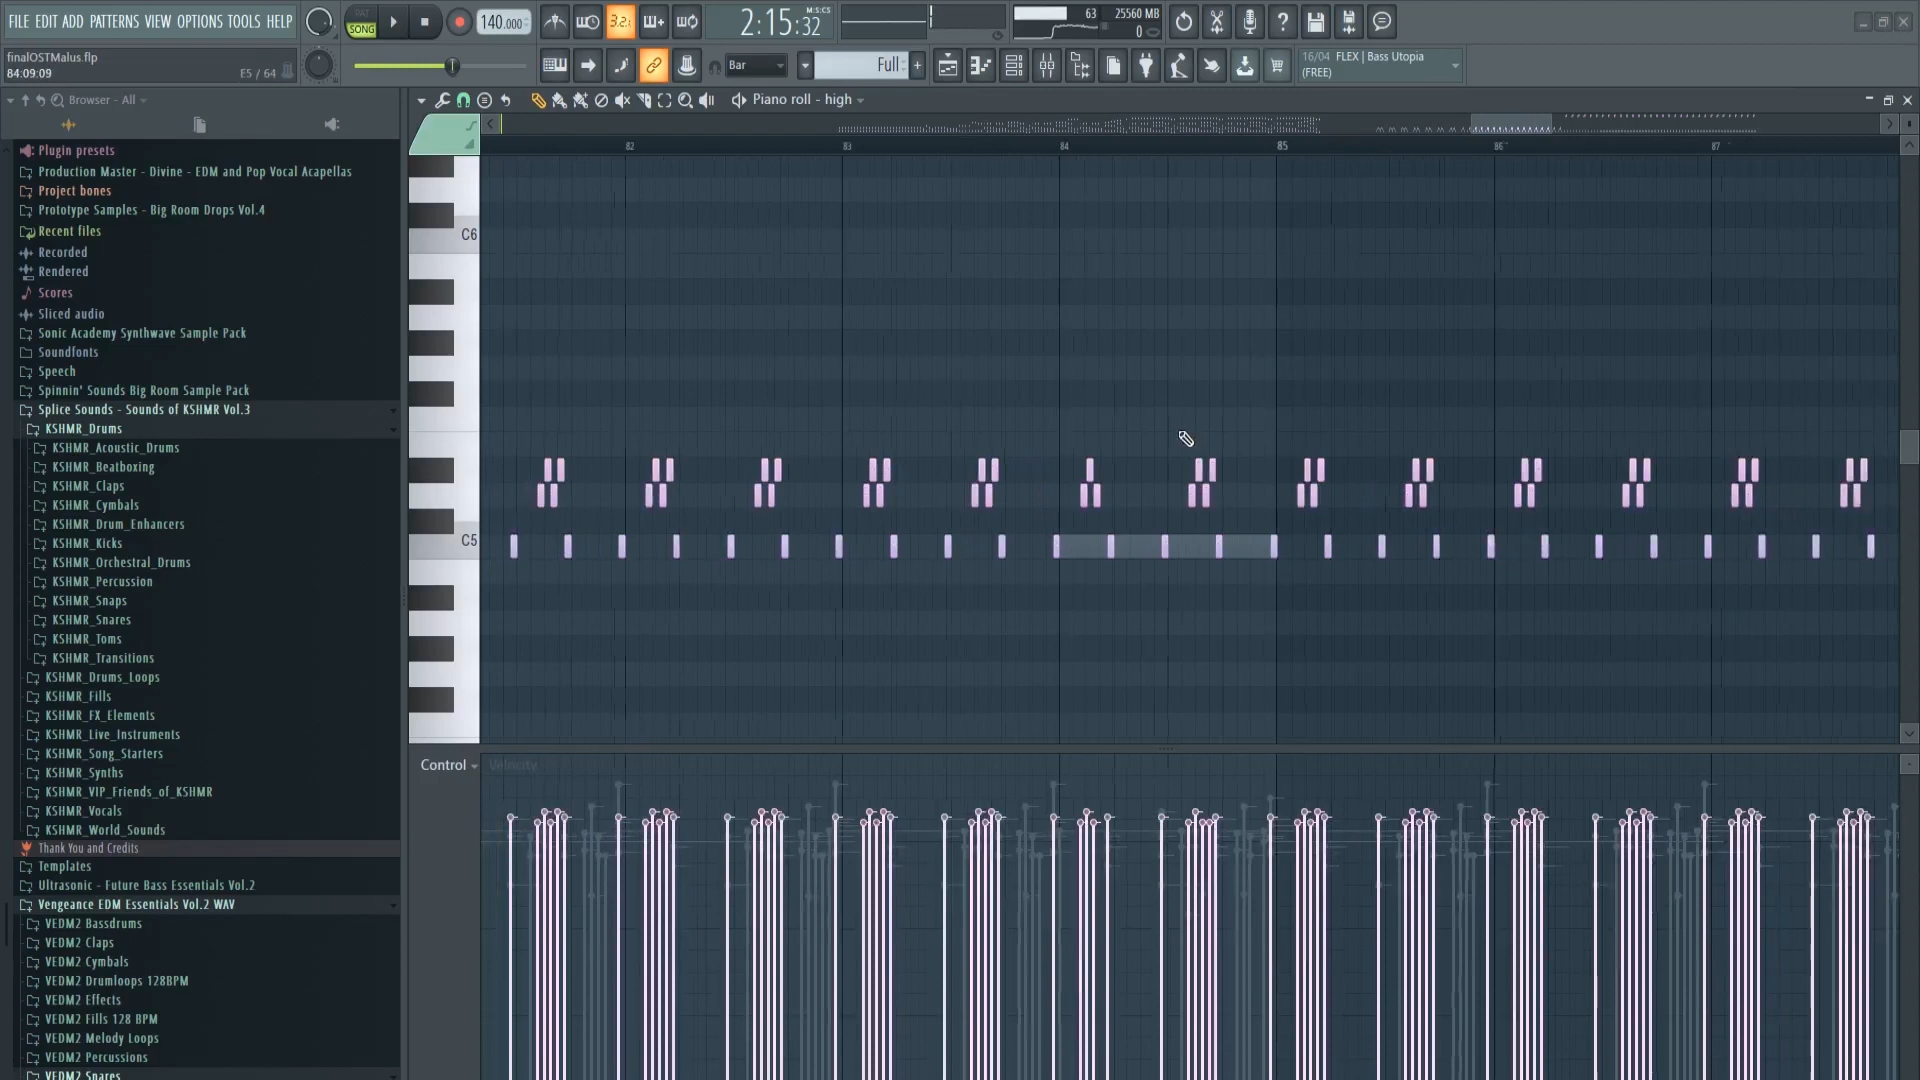 FILE EDIT ADD PATTERNS VIEW OPTIONS TOOLS HELP
PAT
SONG
140.000
3.2.
2:15:32
M:S:CS
63
25560 MB
0
finalOSTMalus.flp
84:09:09
E5 / 64
Bar
Full
16/04 FLEX | Bass Utopia
(FREE)
Browser - All
Piano roll - high
Plugin presets
Production Master - Divine - EDM and Pop Vocal Acapellas
Project bones
Prototype Samples - Big Room Drops Vol.4
Recent files
Recorded
Rendered
Scores
Sliced audio
Sonic Academy Synthwave Sample Pack
Soundfonts
Speech
Spinnin' Sounds Big Room Sample Pack
Splice Sounds - Sounds of KSHMR Vol.3
KSHMR_Drums
KSHMR_Acoustic_Drums
KSHMR_Beatboxing
KSHMR_Claps
KSHMR_Cymbals
KSHMR_Drum_Enhancers
KSHMR_Kicks
KSHMR_Orchestral_Drums
KSHMR_Percussion
KSHMR_Snaps
KSHMR_Snares
KSHMR_Toms
KSHMR_Transitions
KSHMR_Drums_Loops
KSHMR_Fills
KSHMR_FX_Elements
KSHMR_Live_Instruments
KSHMR_Song_Starters
KSHMR_Synths
KSHMR_VIP_Friends_of_KSHMR
KSHMR_Vocals
KSHMR_World_Sounds
Thank You and Credits
Templates
Ultrasonic - Future Bass Essentials Vol.2
Vengeance EDM Essentials Vol.2 WAV
VEDM2 Bassdrums
VEDM2 Claps
VEDM2 Cymbals
VEDM2 Drumloops 128BPM
VEDM2 Effects
VEDM2 Fills 128 BPM
VEDM2 Melody Loops
VEDM2 Percussions
VEDM2 Snares
82 83 84 85 86 87
C6
C5
Control
Velocity